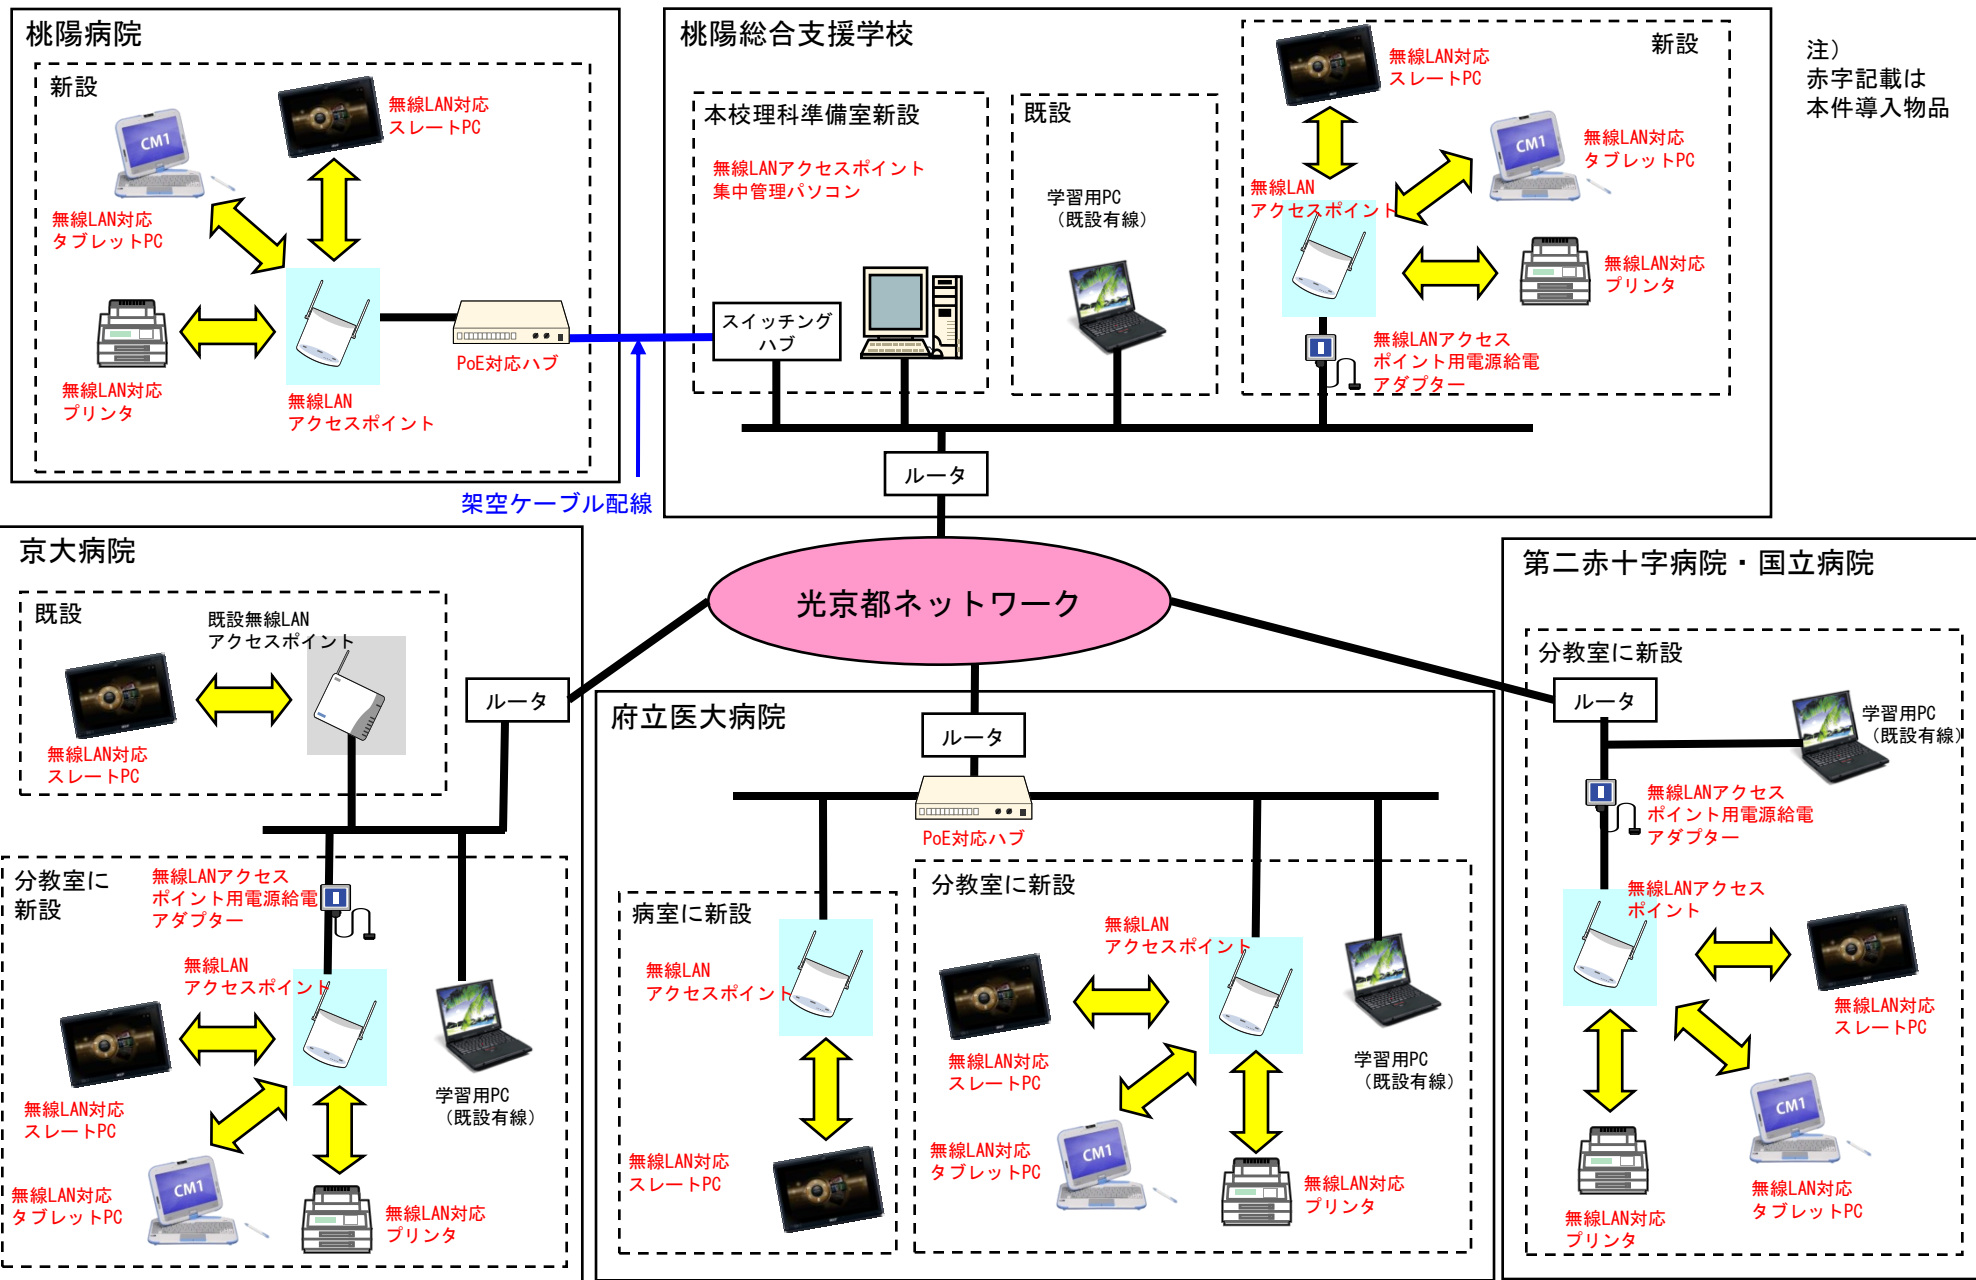 桃陽病院
新設
無線LAN対応
スレートPC
CM1
無線LAN対応
タブレットPC
無線LAN対応
プリンタ
無線LAN
アクセスポイント
PoE対応ハブ
架空ケーブル配線
桃陽総合支援学校
本校理科準備室新設
無線LANアクセスポイント
集中管理パソコン
スイッチング
ハブ
既設
学習用PC
（既設有線）
新設
無線LAN対応
スレートPC
CM1
無線LAN対応
タブレットPC
無線LAN
アクセスポイント
無線LAN対応
プリンタ
無線LANアクセス
ポイント用電源給電
アダプター
ルータ
注）
赤字記載は
本件導入物品
光京都ネットワーク
京大病院
既設
既設無線LAN
アクセスポイント
無線LAN対応
スレートPC
ルータ
分教室に
新設
無線LANアクセス
ポイント用電源給電
アダプター
無線LAN
アクセスポイント
無線LAN対応
スレートPC
学習用PC
（既設有線）
CM1
無線LAN対応
タブレットPC
無線LAN対応
プリンタ
府立医大病院
ルータ
PoE対応ハブ
病室に新設
無線LAN
アクセスポイント
無線LAN対応
スレートPC
分教室に新設
無線LAN
アクセスポイント
無線LAN対応
スレートPC
学習用PC
（既設有線）
CM1
無線LAN対応
タブレットPC
無線LAN対応
プリンタ
第二赤十字病院・国立病院
分教室に新設
ルータ
学習用PC
（既設有線）
無線LANアクセス
ポイント用電源給電
アダプター
無線LANアクセス
ポイント
無線LAN対応
スレートPC
CM1
無線LAN対応
タブレットPC
無線LAN対応
プリンタ